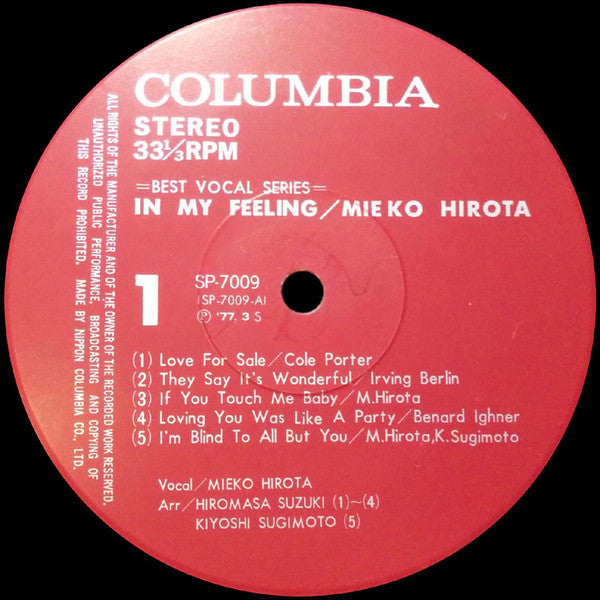 COLUMBIA
STEREO
33⅓RPM
=BEST VOCAL SERIES=
IN MY FEELING/MIEKO HIROTA
1
SP-7009
(SP-7009-A)
Ⓟ '77. 3 S
(1) Love For Sale/Cole Porter
(2) They Say It's Wonderful/Irving Berlin
(3) If You Touch Me Baby/M.Hirota
(4) Loving You Was Like A Party/Benard Ighner
(5) I'm Blind To All But You/M.Hirota,K.Sugimoto
Vocal/MIEKO HIROTA
Arr/HIROMASA SUZUKI (1)~(4)
KIYOSHI SUGIMOTO (5)
ALL RIGHTS OF THE MANUFACTURER AND OF THE OWNER OF THE RECORDED WORK RESERVED.
UNAUTHORIZED PUBLIC PERFORMANCE, BROADCASTING AND COPYING OF
THIS RECORD PROHIBITED. MADE BY NIPPON COLUMBIA CO., LTD.